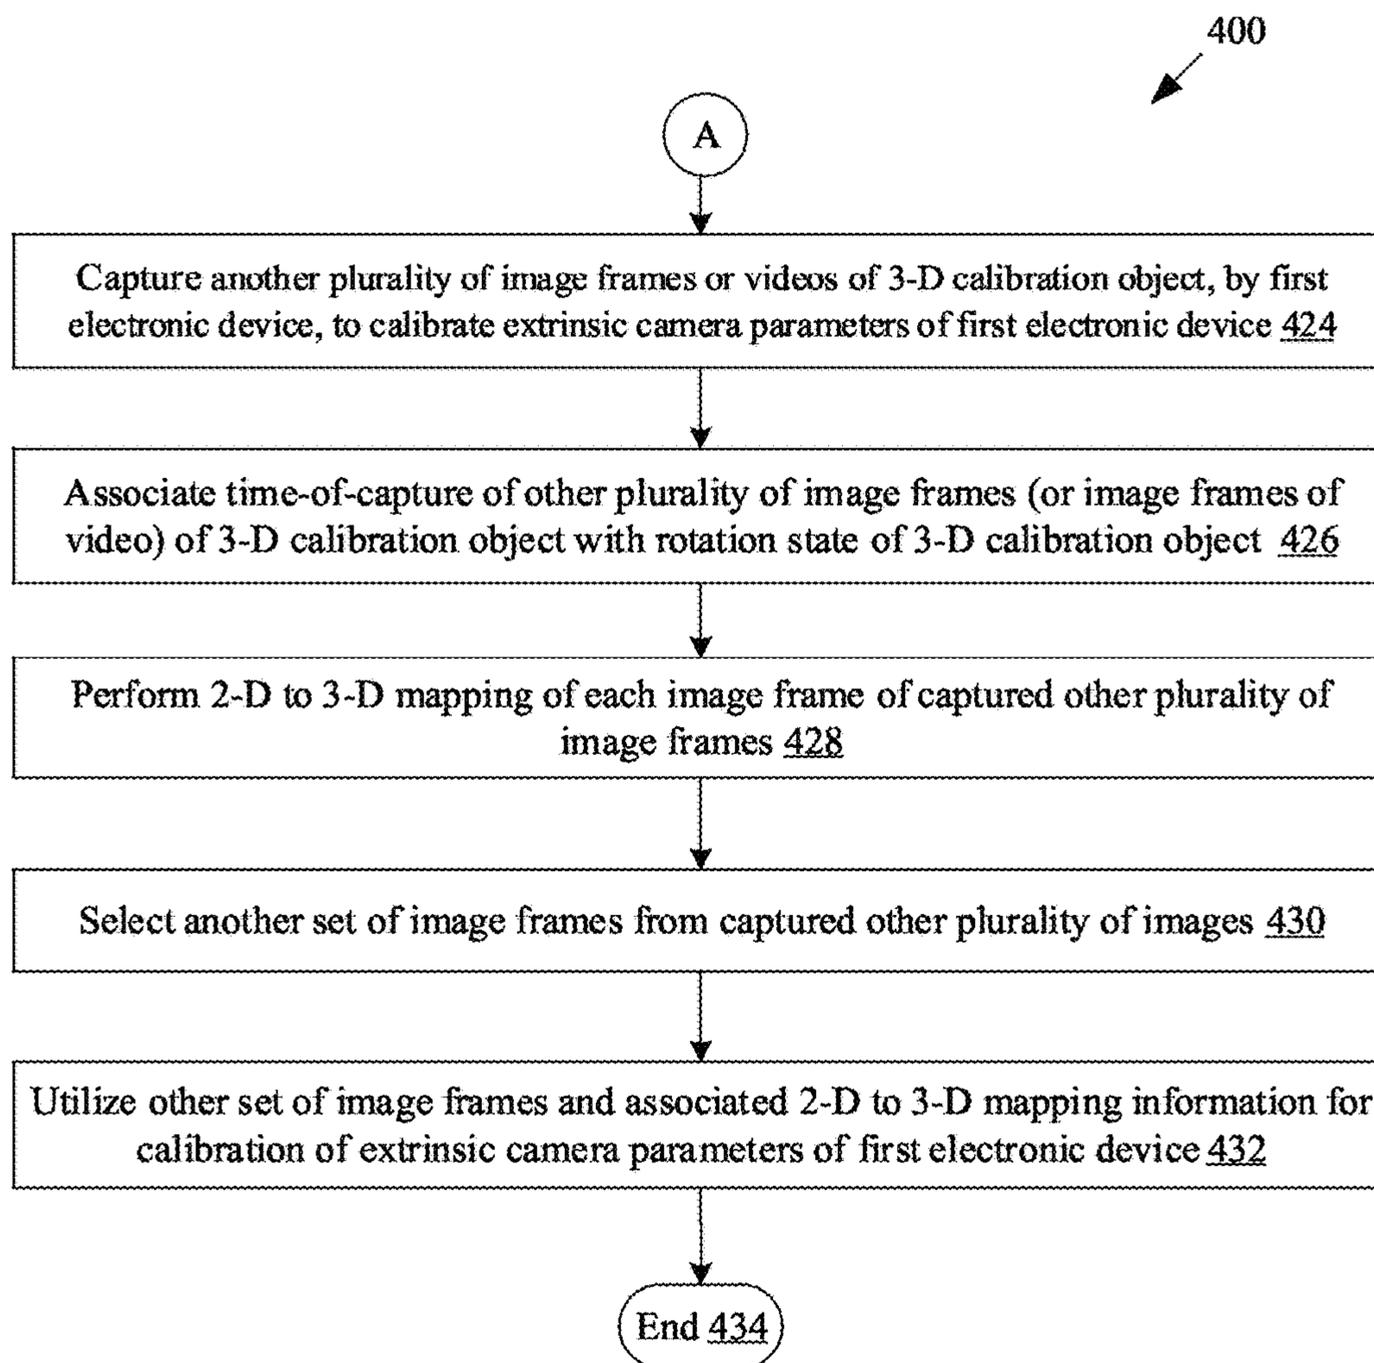 400
A
Capture another plurality of image frames or videos of 3-D calibration object, by first
electronic device, to calibrate extrinsic camera parameters of first electronic device 424
Associate time-of-capture of other plurality of image frames (or image frames of
video) of 3-D calibration object with rotation state of 3-D calibration object 426
Perform 2-D to 3-D mapping of each image frame of captured other plurality of
image frames 428
Select another set of image frames from captured other plurality of images 430
Utilize other set of image frames and associated 2-D to 3-D mapping information for
calibration of extrinsic camera parameters of first electronic device 432
End 434